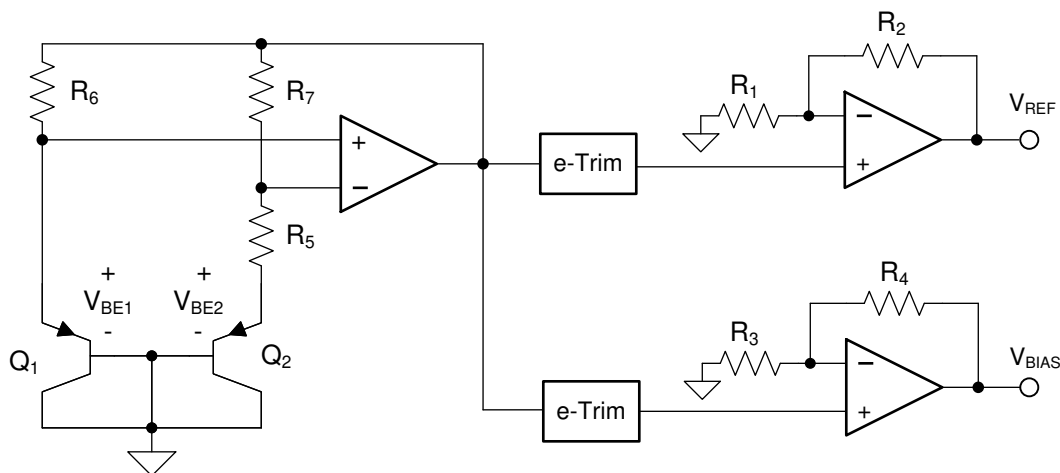 R2
R6
R7
R1
VREF
−
+
+
−
e-Trim
R5
+
+
VBE1
VBE2
-
-
Q1
Q2
R4
R3
VBIAS
−
+
e-Trim